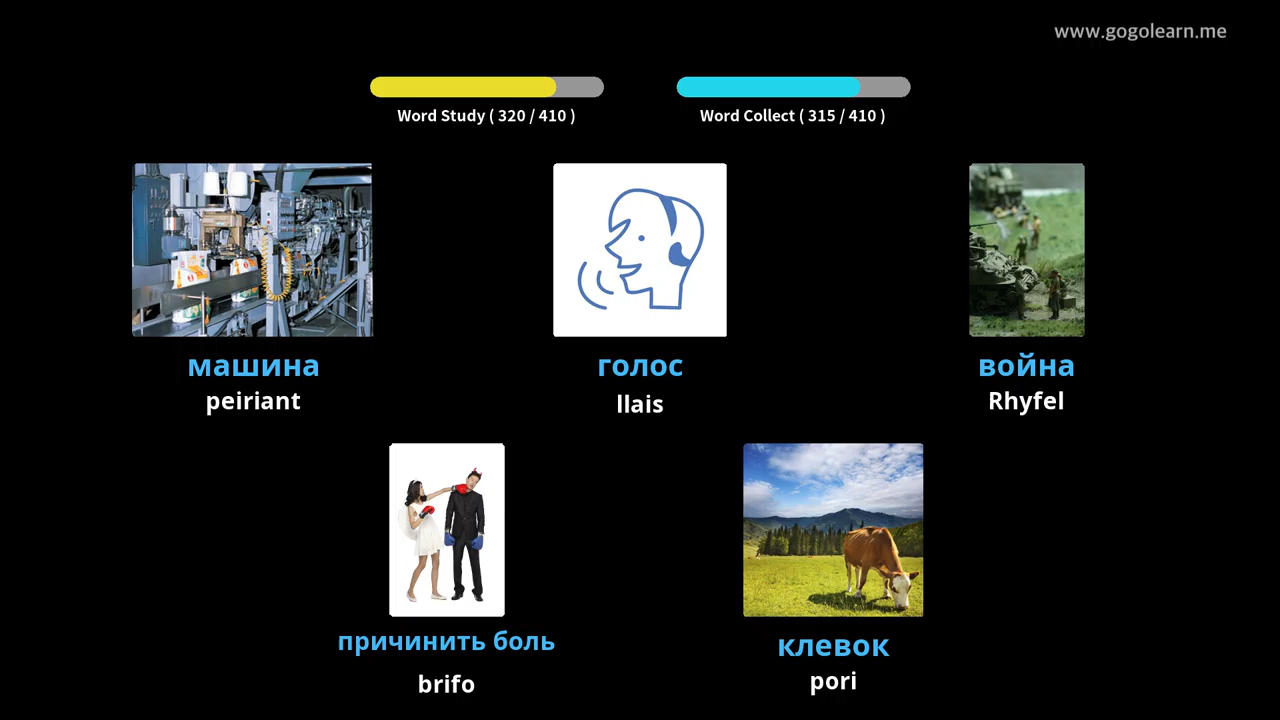 www.gogolearn.me
Word Study ( 320 / 410 )
Word Collect ( 315 / 410 )
машина
peiriant
голос
llais
война
Rhyfel
причинить боль
brifo
клевок
pori